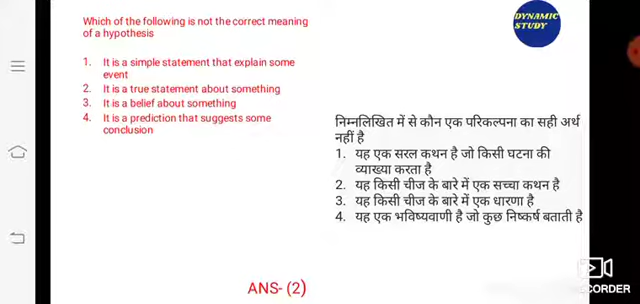 Which of the following is not the correct meaning
of a hypothesis
1. It is a simple statement that explain some
event
2. It is a true statement about something
3. It is a belief about something
4. It is a prediction that suggests some
conclusion
ANS- (2)
DYNAMIC
STUDY
निम्नलिखित में से कौन एक परिकल्पना का सही अर्थ
नहीं है
1. यह एक सरल कथन है जो किसी घटना की
व्याख्या करता है
2. यह किसी चीज के बारे में एक सच्चा कथन है
3. यह किसी चीज के बारे में एक धारणा है
4. यह एक भविष्यवाणी है जो कुछ निष्कर्ष बताती है